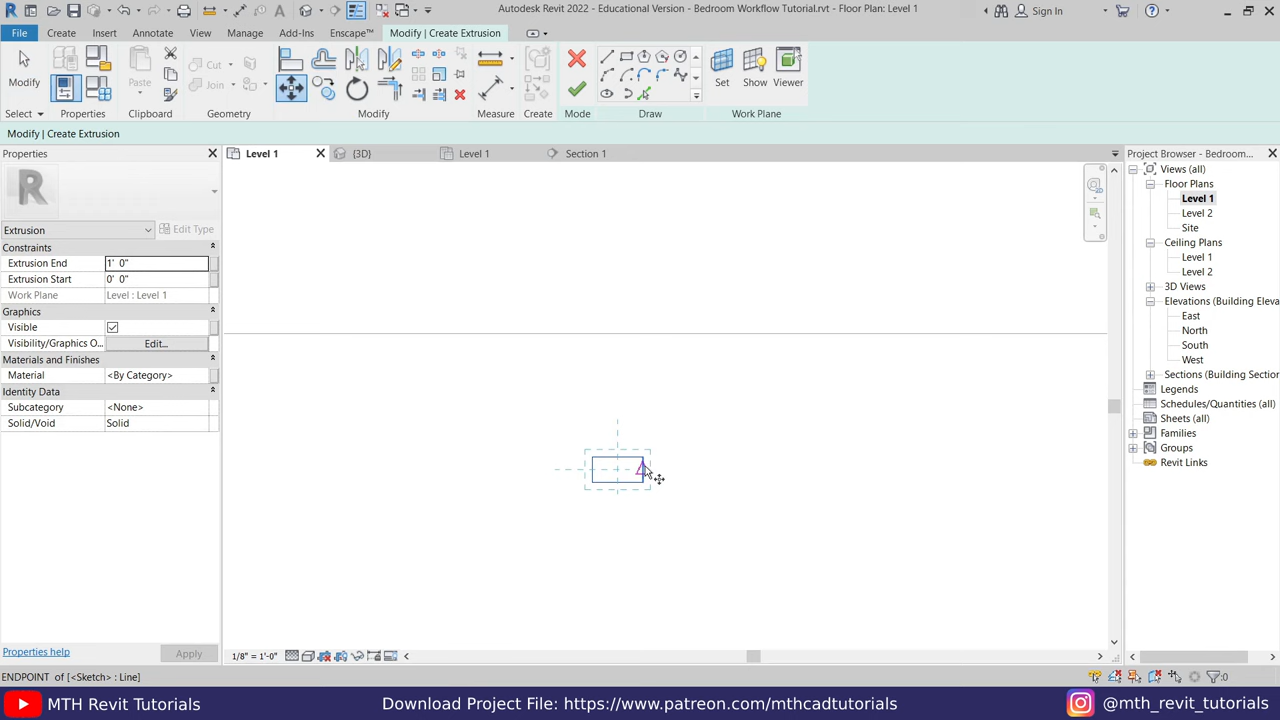 Autodesk Revit 2022 - Educational Version - Bedroom Workflow Tutorial.rvt - Floor Plan: Level 1
Sign In
File Create Insert Annotate View Manage Add-Ins Enscape™ Modify | Create Extrusion
Modify
Paste
Cut
Join
Set Show Viewer
Select Properties Clipboard Geometry Modify Measure Create Mode Draw Work Plane
Modify | Create Extrusion
Properties
Level 1 {3D} Level 1 Section 1
Project Browser - Bedroom...
Extrusion
Edit Type
Constraints
Extrusion End 1' 0"
Extrusion Start 0' 0"
Work Plane Level : Level 1
Graphics
Visible
Visibility/Graphics O... Edit...
Materials and Finishes
Material <By Category>
Identity Data
Subcategory <None>
Solid/Void Solid
Views (all)
Floor Plans
Level 1
Level 2
Site
Ceiling Plans
Level 1
Level 2
3D Views
Elevations (Building Eleva
East
North
South
West
Sections (Building Section
Legends
Schedules/Quantities (all)
Sheets (all)
Families
Groups
Revit Links
Properties help
Apply
1/8" = 1'-0"
ENDPOINT of [<Sketch> : Line]
:0
MTH Revit Tutorials
Download Project File: https://www.patreon.com/mthcadtutorials
@mth_revit_tutorials